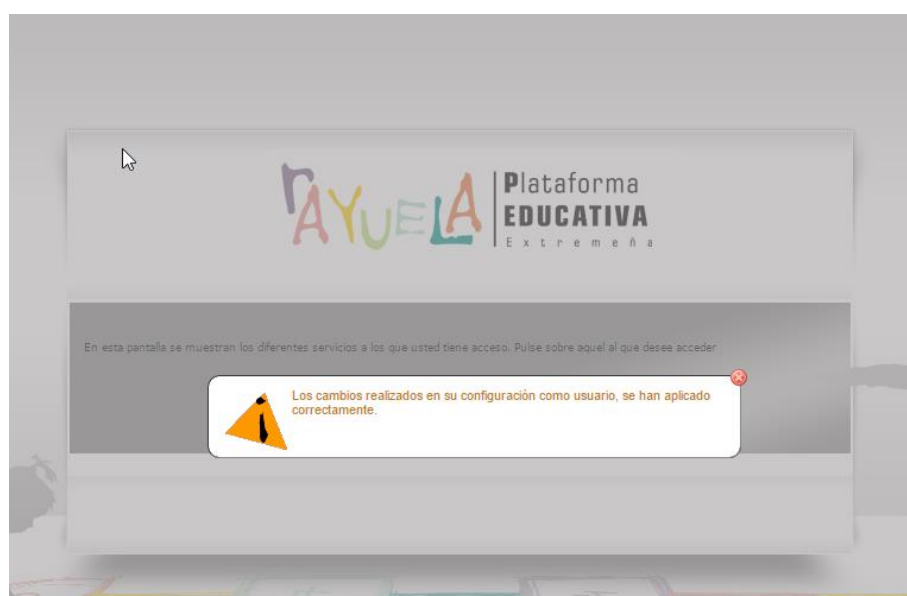 rAYUELA
Plataforma
EDUCATIVA
Extremeña
En esta pantalla se muestran los diferentes servicios a los que usted tiene acceso. Pulse sobre aquel al que desee acceder
Los cambios realizados en su configuración como usuario, se han aplicado
correctamente.